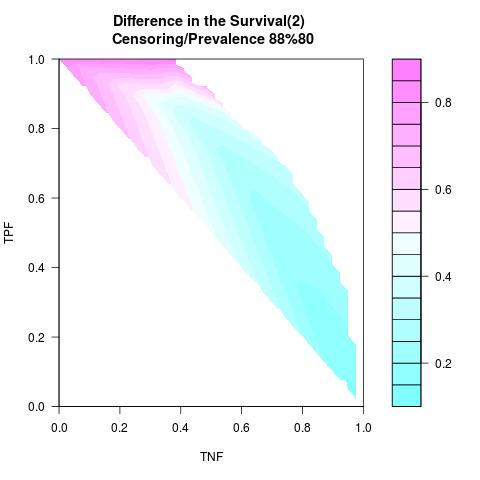 Difference in the Survival(2)
Censoring/Prevalence 88%80
1.0
0.8
0.6
0.4
0.2
0.0
TPF
0.0 0.2 0.4 0.6 0.8 1.0
TNF
0.8
0.6
0.4
0.2